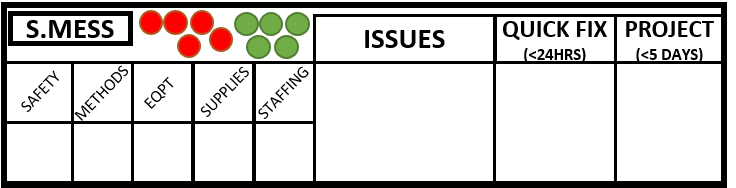 S.MESS
ISSUES
QUICK FIX
(<24HRS)
PROJECT
(<5 DAYS)
SAFETY
METHODS
EQPT
SUPPLIES
STAFFING